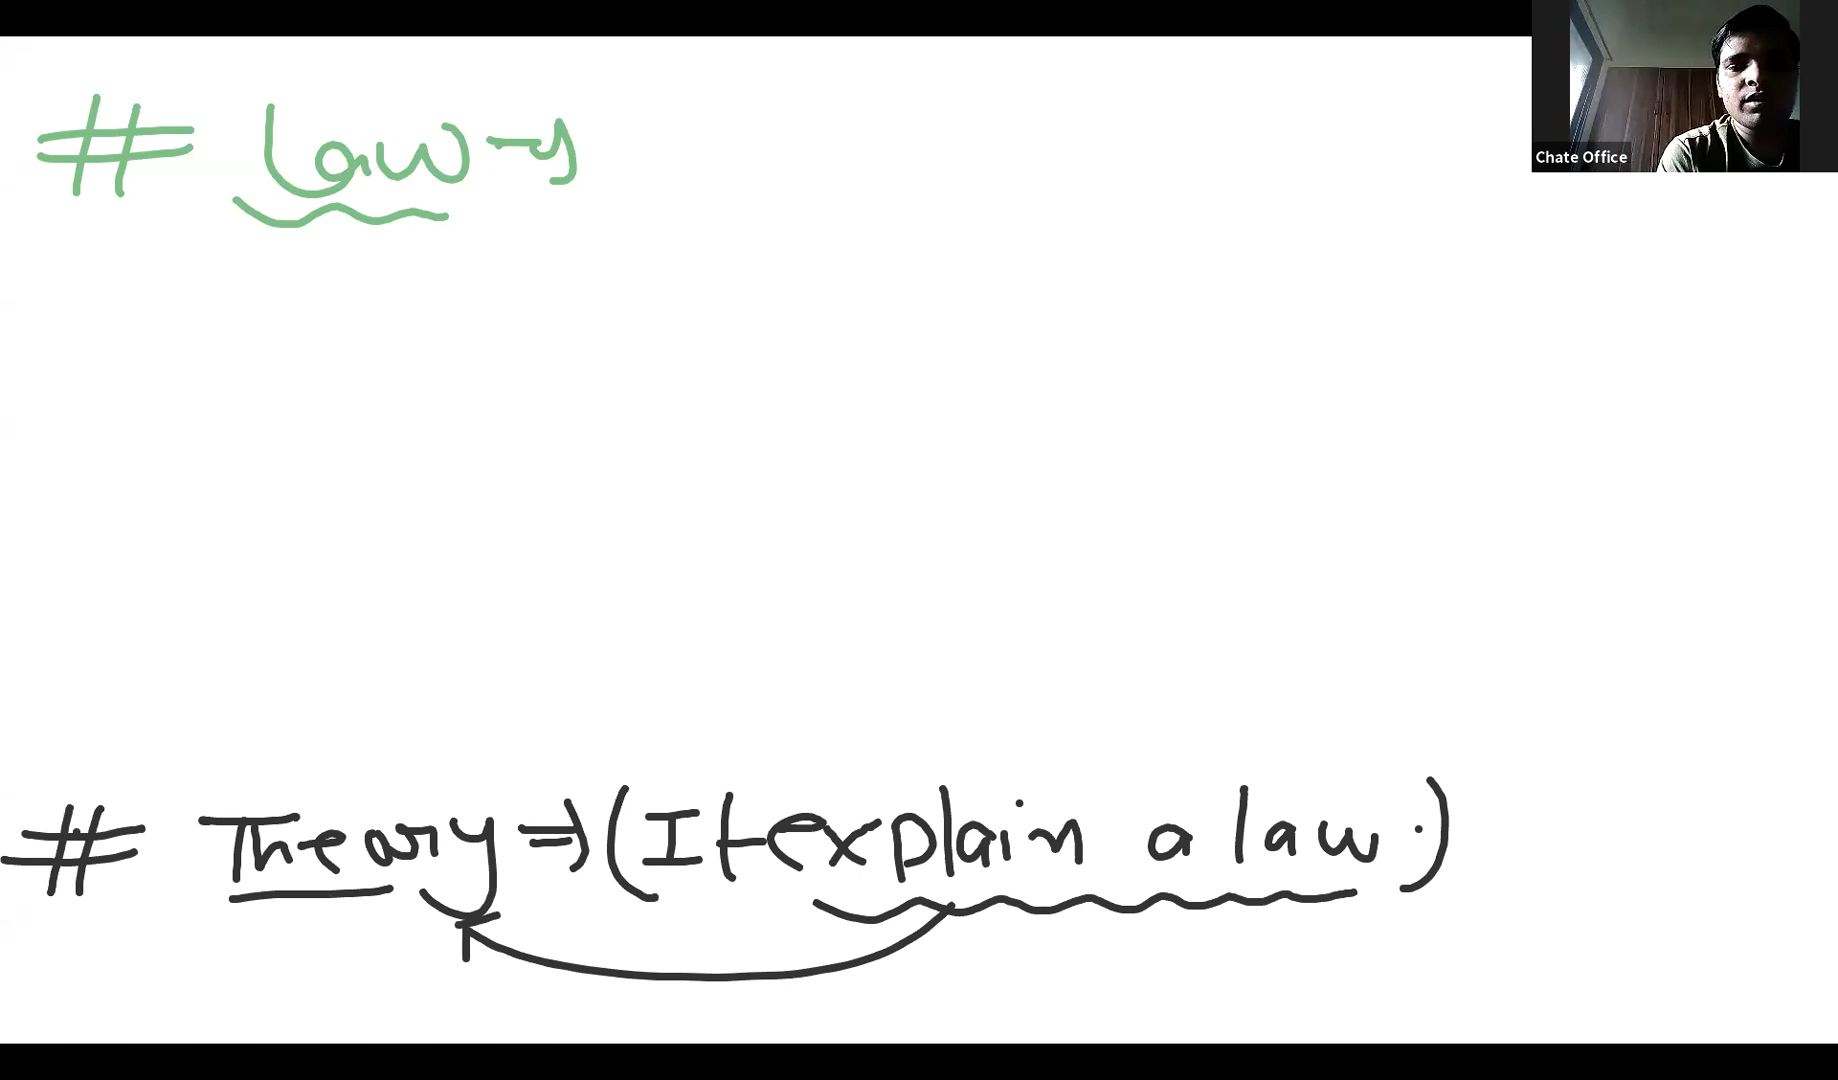 # Law →
Chate Office
# Theory ⇒ (It explain a law.)